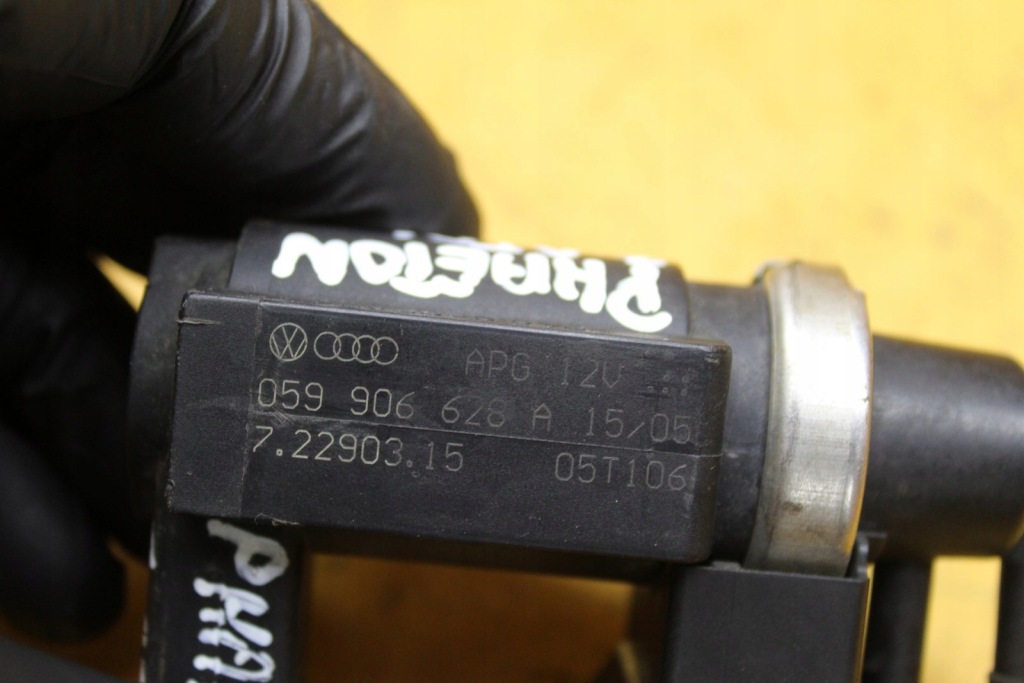 PHAETON
APG 12V
059 906 628 A 15/05
7.22903.15 05T106
PHA